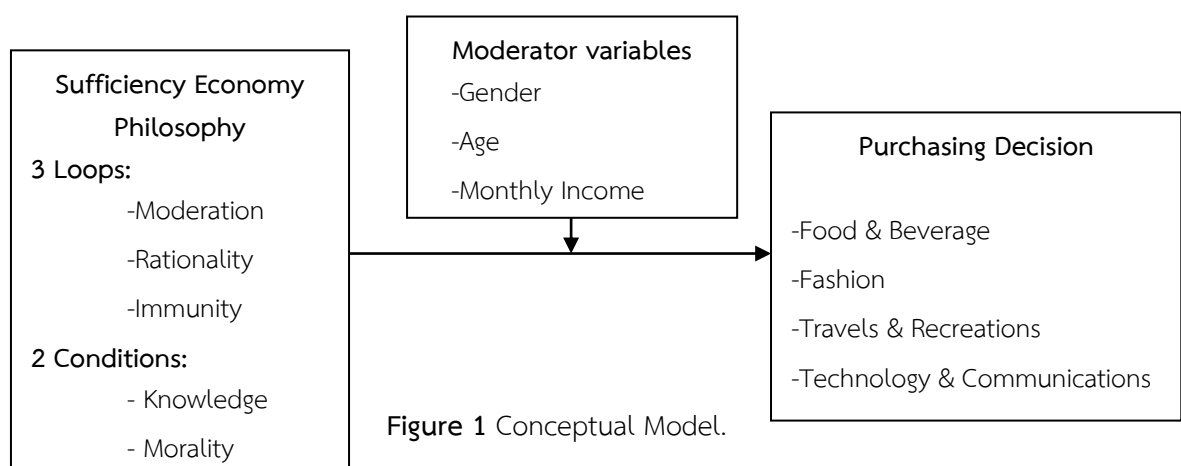 Sufficiency Economy
Philosophy
3 Loops:
-Moderation
-Rationality
-Immunity
2 Conditions:
- Knowledge
- Morality
Moderator variables
-Gender
-Age
-Monthly Income
Purchasing Decision
-Food & Beverage
-Fashion
-Travels & Recreations
-Technology & Communications
Figure 1 Conceptual Model.